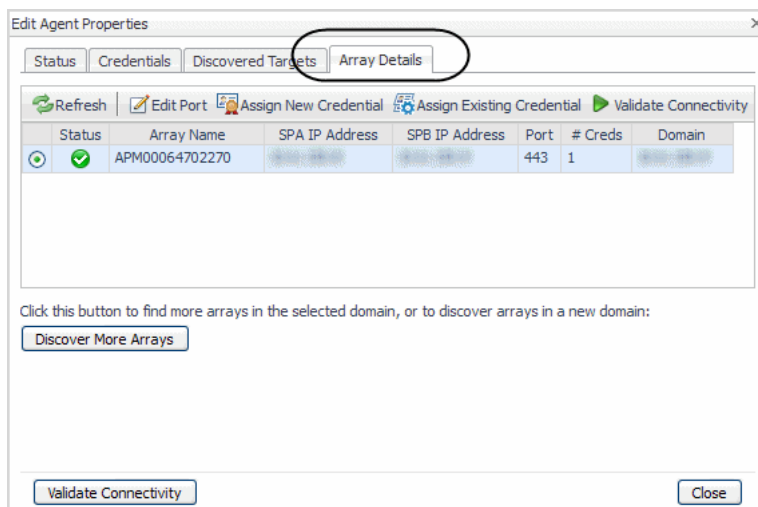 Edit Agent Properties
Status Credentials Discovered Targets Array Details
Refresh Edit Port Assign New Credential Assign Existing Credential Validate Connectivity
Status Array Name SPA IP Address SPB IP Address Port # Creds Domain
APM00064702270 443 1
Click this button to find more arrays in the selected domain, or to discover arrays in a new domain:
Discover More Arrays
Validate Connectivity Close